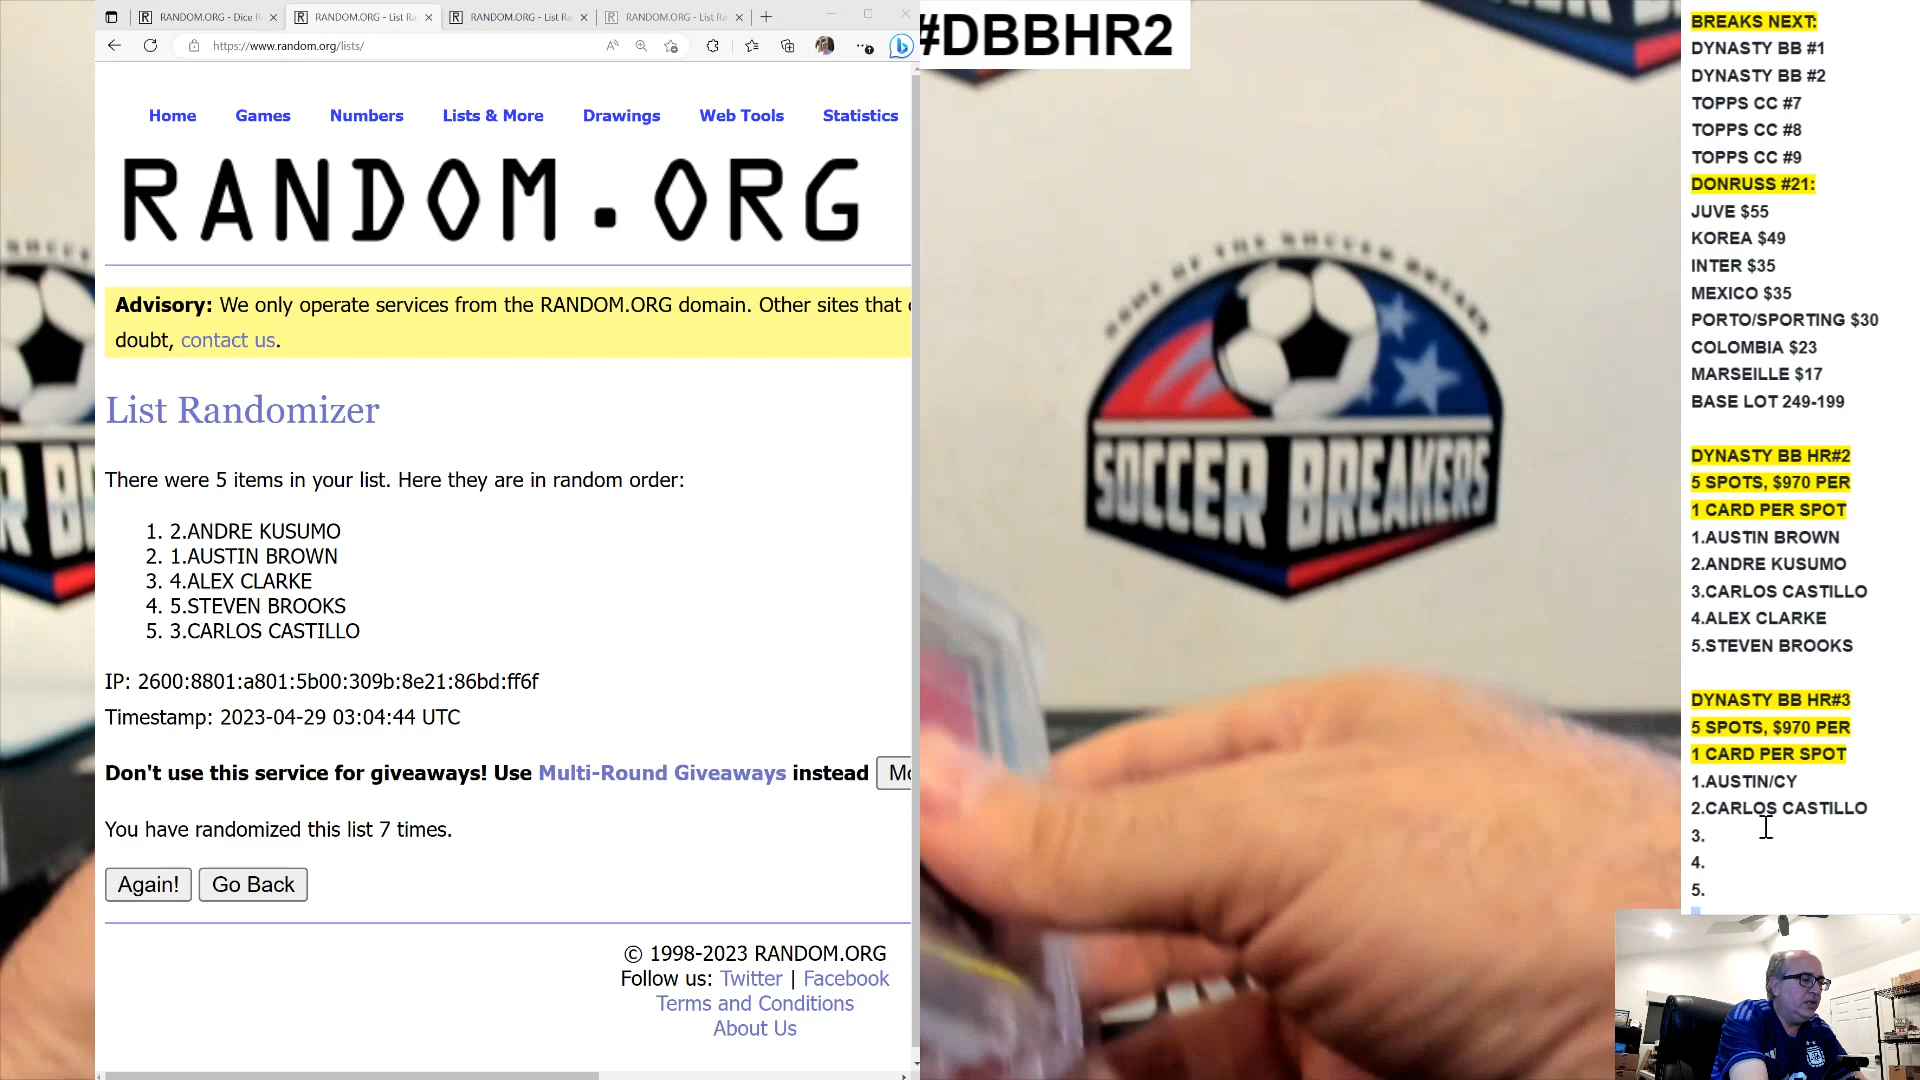 RANDOM.ORG - Dice R
RANDOM.ORG - List Ra
RANDOM.ORG - List Ra
RANDOM.ORG - List Ra
https://www.random.org/lists/
#DBBHR2
Home Games Numbers Lists & More Drawings Web Tools Statistics
RANDOM.ORG
Advisory: We only operate services from the RANDOM.ORG domain. Other sites that
doubt, contact us.
List Randomizer
There were 5 items in your list. Here they are in random order:
1. 2.ANDRE KUSUMO
2. 1.AUSTIN BROWN
3. 4.ALEX CLARKE
4. 5.STEVEN BROOKS
5. 3.CARLOS CASTILLO
IP: 2600:8801:a801:5b00:309b:8e21:86bd:ff6f
Timestamp: 2023-04-29 03:04:44 UTC
Don't use this service for giveaways! Use Multi-Round Giveaways instead
You have randomized this list 7 times.
Again! Go Back
© 1998-2023 RANDOM.ORG
Follow us: Twitter | Facebook
Terms and Conditions
About Us
HOME OF THE SOCCER BREAKER
SOCCER BREAKERS
BREAKS NEXT:
DYNASTY BB #1
DYNASTY BB #2
TOPPS CC #7
TOPPS CC #8
TOPPS CC #9
DONRUSS #21:
JUVE $55
KOREA $49
INTER $35
MEXICO $35
PORTO/SPORTING $30
COLOMBIA $23
MARSEILLE $17
BASE LOT 249-199
DYNASTY BB HR#2
5 SPOTS, $970 PER
1 CARD PER SPOT
1.AUSTIN BROWN
2.ANDRE KUSUMO
3.CARLOS CASTILLO
4.ALEX CLARKE
5.STEVEN BROOKS
DYNASTY BB HR#3
5 SPOTS, $970 PER
1 CARD PER SPOT
1.AUSTIN/CY
2.CARLOS CASTILLO
3.
4.
5.